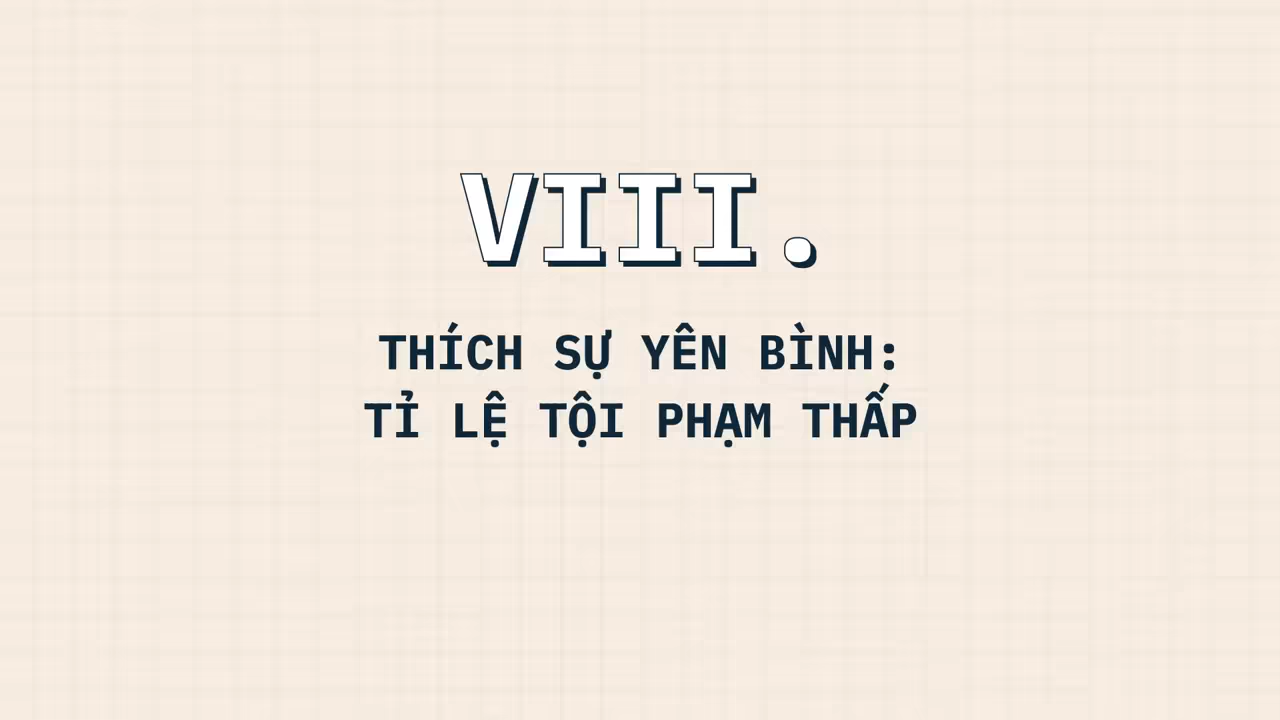 VIII.
THÍCH SỰ YÊN BÌNH:
TỈ LỆ TỘI PHẠM THẤP